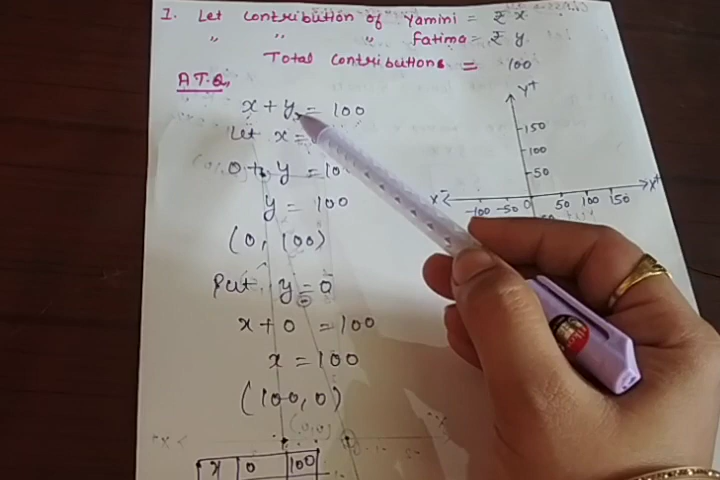 1. Let contribution of Yamini = ₹ x
" " " Fatima = ₹ y
Total contributions = 100
A.T.Q,
x + y = 100
Let x =
0 + y = 10
y = 100
(0, 100)
Put y = 0
x + 0 = 100
x = 100
(100, 0)
x 0 100
Y+
150
100
50
X- -100 -50 0 50 100 150 X+